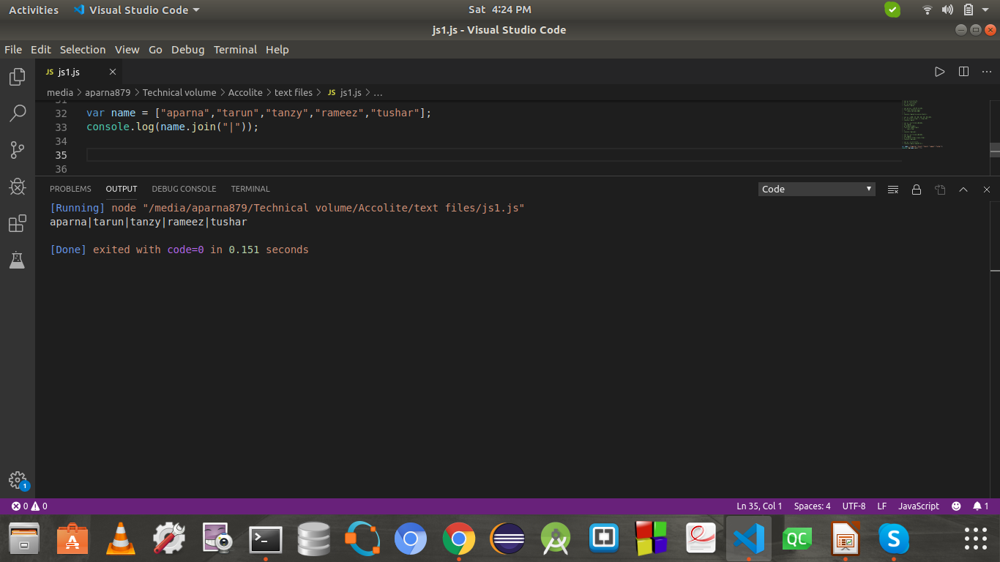 Activities Visual Studio Code Sat 4:24 PM
js1.js - Visual Studio Code
File Edit Selection View Go Debug Terminal Help
JS js1.js
media > aparna879 > Technical volume > Accolite > text files > JS js1.js > ...
31
32 var name = ["aparna","tarun","tanzy","rameez","tushar"];
33 console.log(name.join("|"));
34
35
36
PROBLEMS OUTPUT DEBUG CONSOLE TERMINAL Code
[Running] node "/media/aparna879/Technical volume/Accolite/text files/js1.js"
aparna|tarun|tanzy|rameez|tushar
[Done] exited with code=0 in 0.151 seconds
1
0 0 Ln 35, Col 1 Spaces: 4 UTF-8 LF JavaScript 1
A >_ QC S